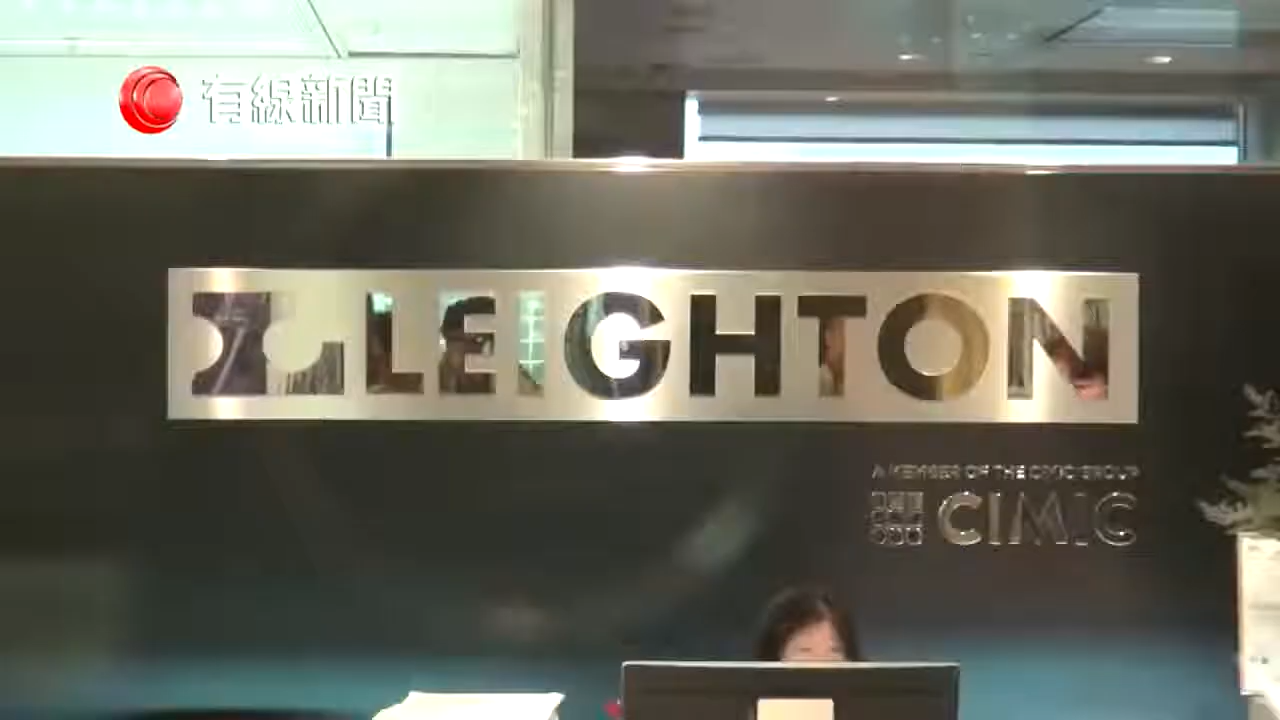 有線新聞
LEIGHTON
A MEMBER OF THE CIMIC GROUP
CIMIC